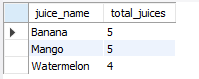 juice_name total_juices
Banana 5
Mango 5
Watermelon 4